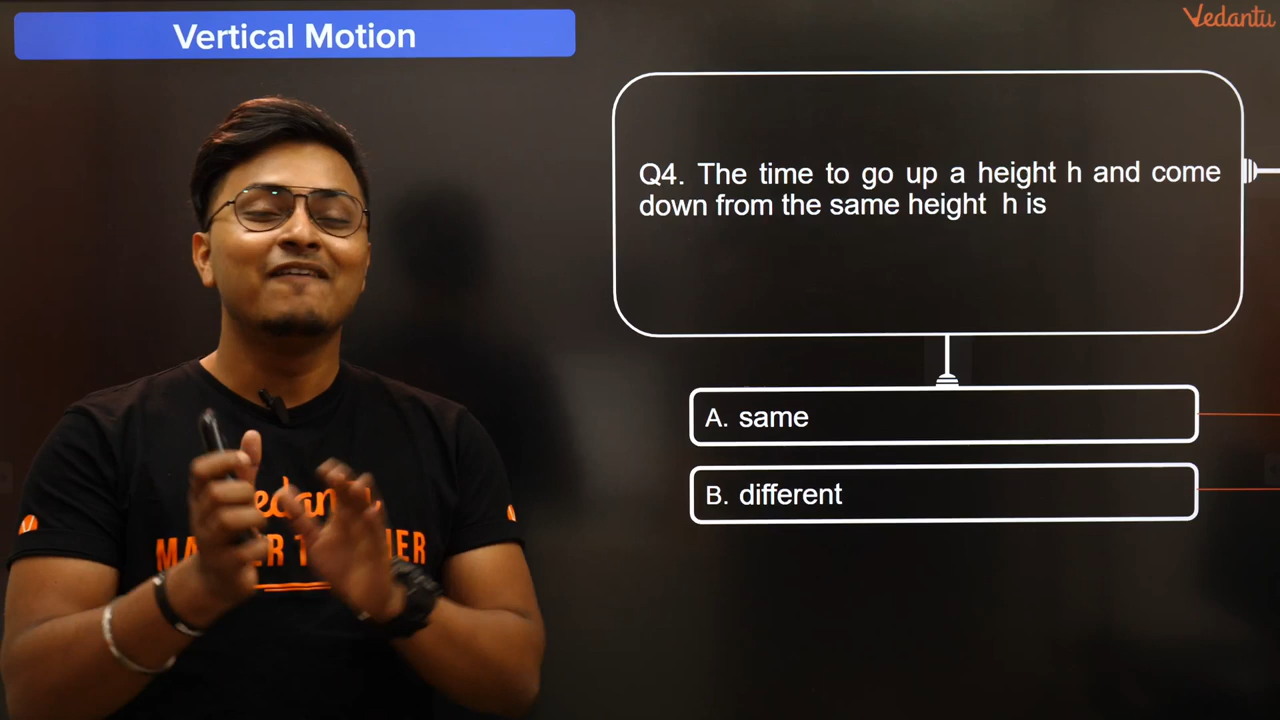 Vertical Motion
Vedantu
Q4. The time to go up a height h and come
down from the same height h is
A. same
B. different